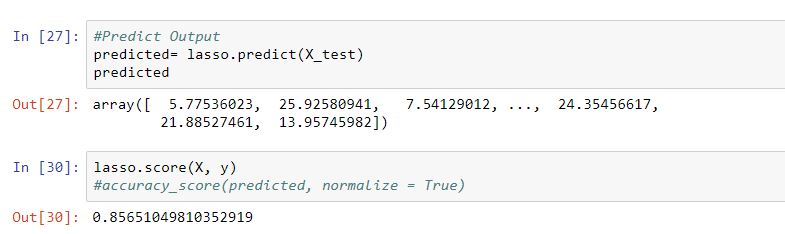 In [27]: #Predict Output
predicted= lasso.predict(X_test)
predicted
Out[27]: array([  5.77536023,  25.92580941,   7.54129012, ...,  24.35456617,
21.88527461,  13.95745982])
In [30]: lasso.score(X, y)
#accuracy_score(predicted, normalize = True)
Out[30]: 0.85651049810352919